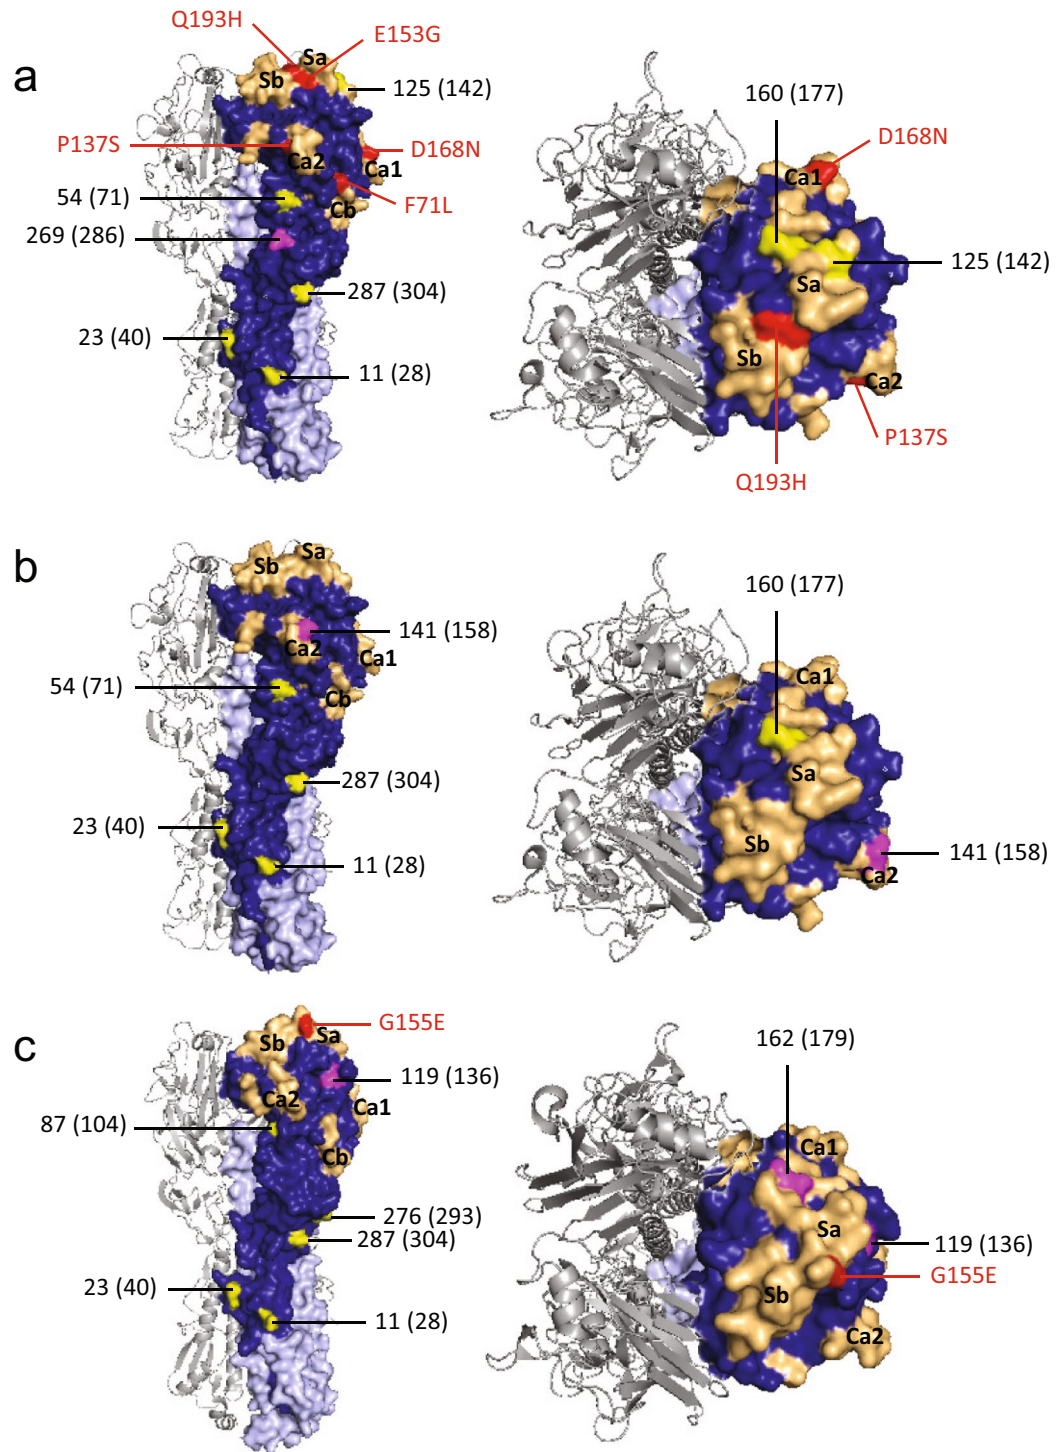 a
Q193H
E153G
Sa
Sb
125 (142)
P137S
Ca2
D168N
Ca1
54 (71)
F71L
Cb
269 (286)
287 (304)
23 (40)
11 (28)
160 (177)
D168N
Ca1
125 (142)
Sa
Sb
Ca2
P137S
Q193H
b
Sa
Sb
141 (158)
Ca2
Ca1
54 (71)
Cb
287 (304)
23 (40)
11 (28)
160 (177)
Ca1
Sa
Sb
141 (158)
Ca2
c
G155E
Sa
Sb
119 (136)
Ca2
Ca1
87 (104)
Cb
276 (293)
287 (304)
23 (40)
11 (28)
162 (179)
Ca1
Sa
119 (136)
G155E
Sb
Ca2